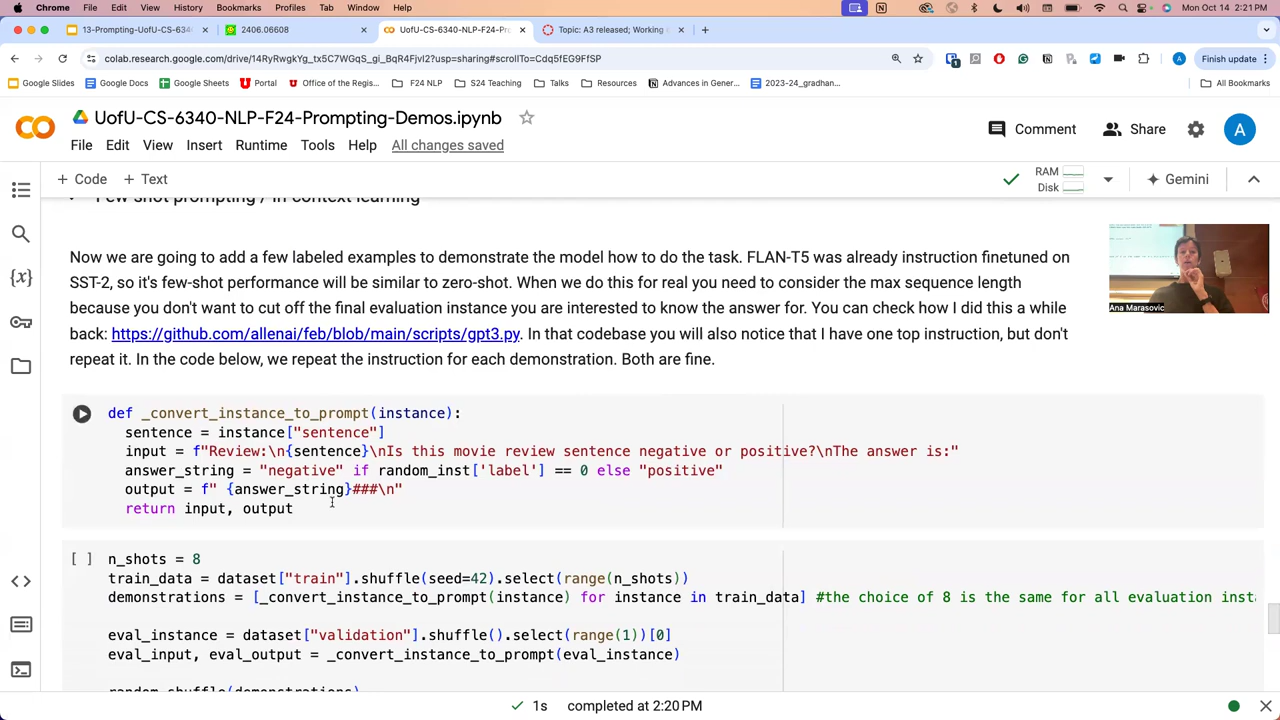 Chrome File Edit View History Bookmarks Profiles Tab Window Help Mon Oct 14 2:21 PM
13-Prompting-UofU-CS-634
2406.06608
UofU-CS-6340-NLP-F24-Pro
Topic: A3 released; Working
colab.research.google.com/drive/14RyRwgKYa_tx5C7WGqS_gi_BqR4Fjvl2?usp=sharing#scrollTo=Cdq5fEG9FfSP
Finish update
Google Slides Google Docs Google Sheets Portal Office of the Regis... F24 NLP S24 Teaching Talks Resources Advances in Gener... 2023-24_gradhan... All Bookmarks
UofU-CS-6340-NLP-F24-Prompting-Demos.ipynb
Comment Share A
File Edit View Insert Runtime Tools Help All changes saved
+ Code + Text
RAM
Disk
Gemini
Few-shot prompting / in-context learning
Now we are going to add a few labeled examples to demonstrate the model how to do the task. FLAN-T5 was already instruction finetuned on
SST-2, so it's few-shot performance will be similar to zero-shot. When we do this for real you need to consider the max sequence length
because you don't want to cut off the final evaluation instance you are interested to know the answer for. You can check how I did this a while
back: https://github.com/allenai/feb/blob/main/scripts/gpt3.py. In that codebase you will also notice that I have one top instruction, but don't
repeat it. In the code below, we repeat the instruction for each demonstration. Both are fine.
Ana Marasovic
def _convert_instance_to_prompt(instance):
sentence = instance["sentence"]
input = f"Review:\n{sentence}\nIs this movie review sentence negative or positive?\nThe answer is:"
answer_string = "negative" if random_inst['label'] == 0 else "positive"
output = f" {answer_string}###\n"
return input, output
[ ] n_shots = 8
train_data = dataset["train"].shuffle(seed=42).select(range(n_shots))
demonstrations = [_convert_instance_to_prompt(instance) for instance in train_data] #the choice of 8 is the same for all evaluation insta
eval_instance = dataset["validation"].shuffle().select(range(1))[0]
eval_input, eval_output = _convert_instance_to_prompt(eval_instance)
random.shuffle(demonstrations)
1s completed at 2:20 PM